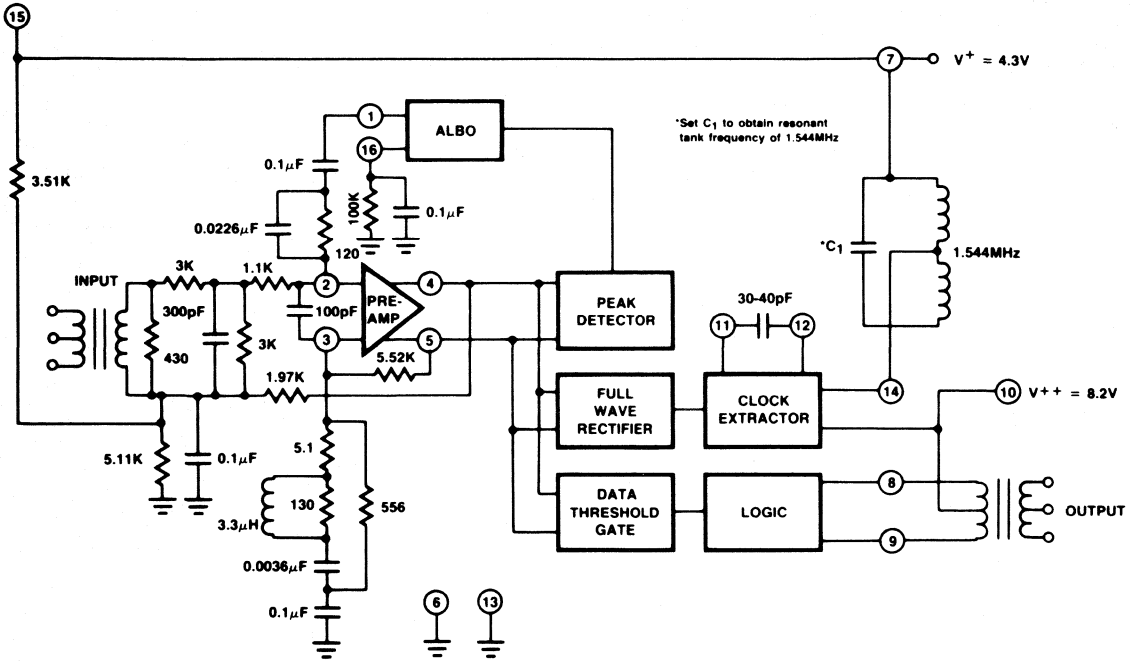 15
7
V+ = 4.3V
1
ALBO
*Set C1 to obtain resonant
tank frequency of 1.544MHz
16
0.1μF
3.51K
100K
0.1μF
0.0226μF
120
*C1
1.544MHz
INPUT
3K
1.1K
2
4
PRE-
AMP
PEAK
DETECTOR
300pF
100pF
30-40pF
430
3K
3
5
11
12
5.52K
1.97K
FULL
WAVE
RECTIFIER
CLOCK
EXTRACTOR
14
10
V++ = 8.2V
5.11K
0.1μF
5.1
130
556
3.3μH
DATA
THRESHOLD
GATE
LOGIC
8
9
OUTPUT
0.0036μF
0.1μF
6
13